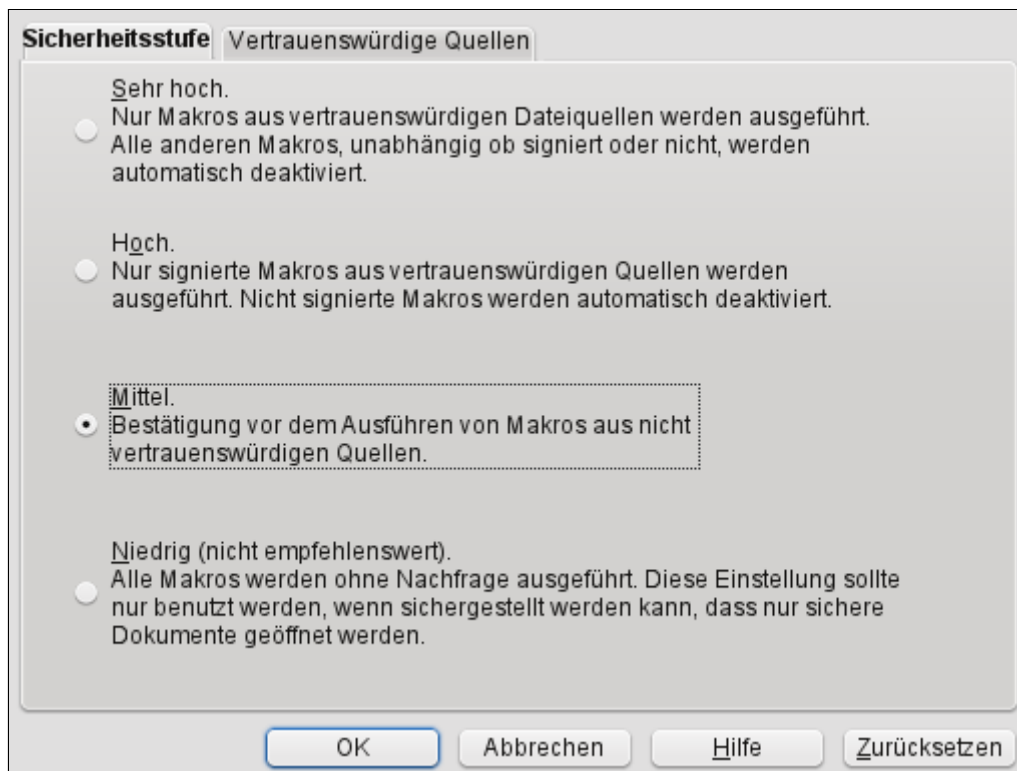 Sicherheitsstufe Vertrauenswürdige Quellen
Sehr hoch.
Nur Makros aus vertrauenswürdigen Dateiquellen werden ausgeführt.
Alle anderen Makros, unabhängig ob signiert oder nicht, werden
automatisch deaktiviert.
Hoch.
Nur signierte Makros aus vertrauenswürdigen Quellen werden
ausgeführt. Nicht signierte Makros werden automatisch deaktiviert.
Mittel.
Bestätigung vor dem Ausführen von Makros aus nicht
vertrauenswürdigen Quellen.
Niedrig (nicht empfehlenswert).
Alle Makros werden ohne Nachfrage ausgeführt. Diese Einstellung sollte
nur benutzt werden, wenn sichergestellt werden kann, dass nur sichere
Dokumente geöffnet werden.
OK Abbrechen Hilfe Zurücksetzen